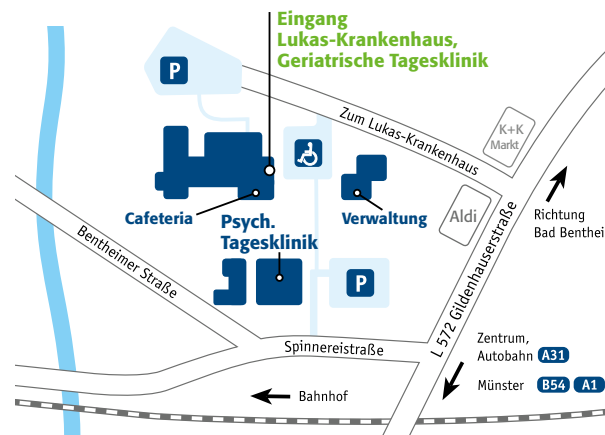 Eingang
Lukas-Krankenhaus,
Geriatrische Tagesklinik
P
Zum Lukas-Krankenhaus
K+K
Markt
Cafeteria
Psych.
Tagesklinik
Verwaltung
Aldi
Richtung
Bad Benthei
Bentheimer Straße
P
L 572 Gildenhauserstraße
Spinnereistraße
Zentrum,
Autobahn A31
Münster B54 A1
Bahnhof